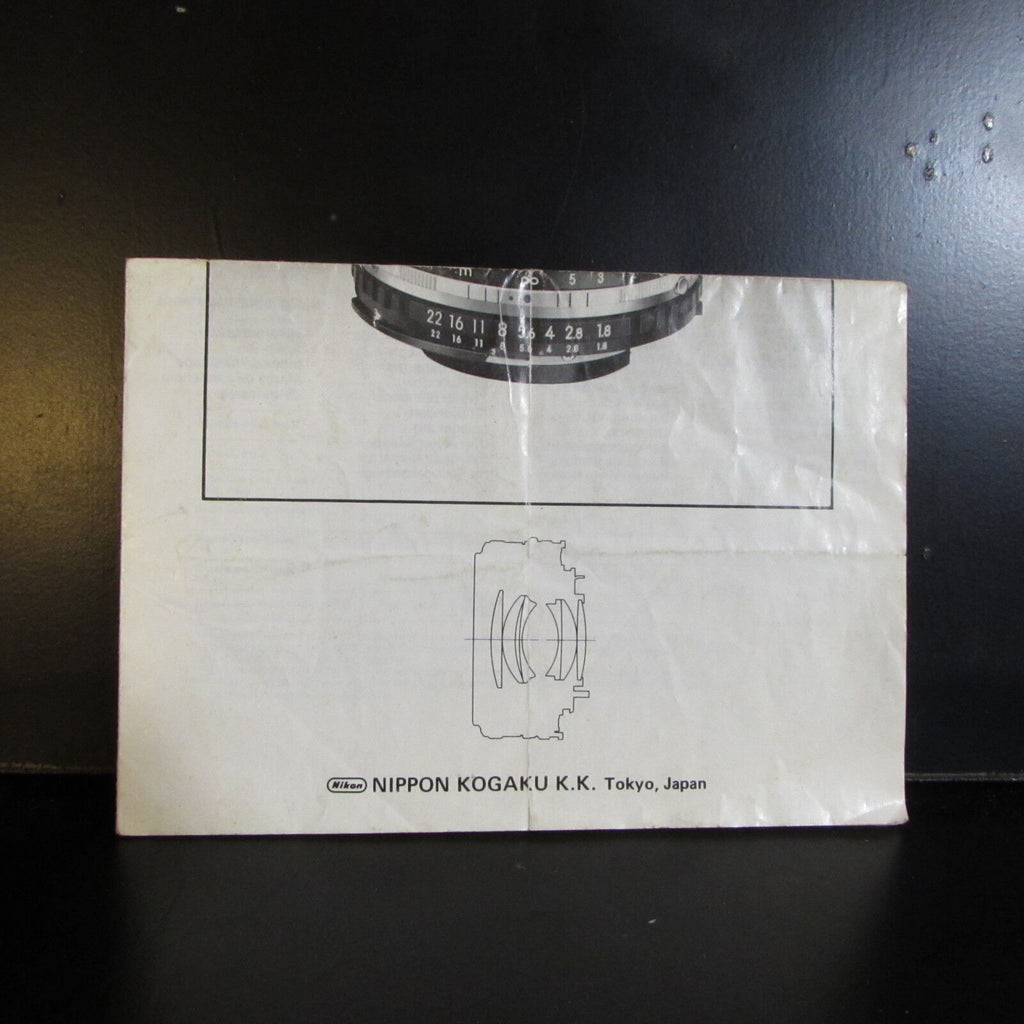 m ∞ 5 3
22 16 11 8 5.6 4 2.8 1.8
22 16 11 8 5.6 4 2.8 1.8
Nikon NIPPON KOGAKU K.K. Tokyo, Japan